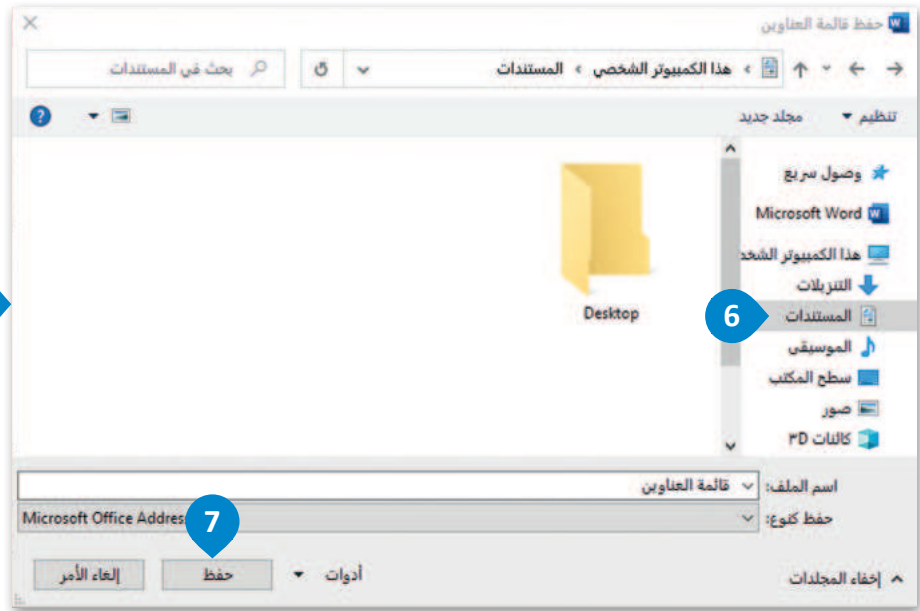 حفظ قائمة العناوين
هذا الكمبيوتر الشخصي › المستندات
بحث في المستندات
تنظيم
مجلد جديد
وصول سريع
Microsoft Word
هذا الكمبيوتر الشخص
التنزيلات
المستندات
6
الموسيقى
سطح المكتب
صور
كائنات ٣D
Desktop
اسم الملف: قائمة العناوين
حفظ كنوع: Microsoft Office Addres
7
إخفاء المجلدات
أدوات
حفظ
إلغاء الأمر